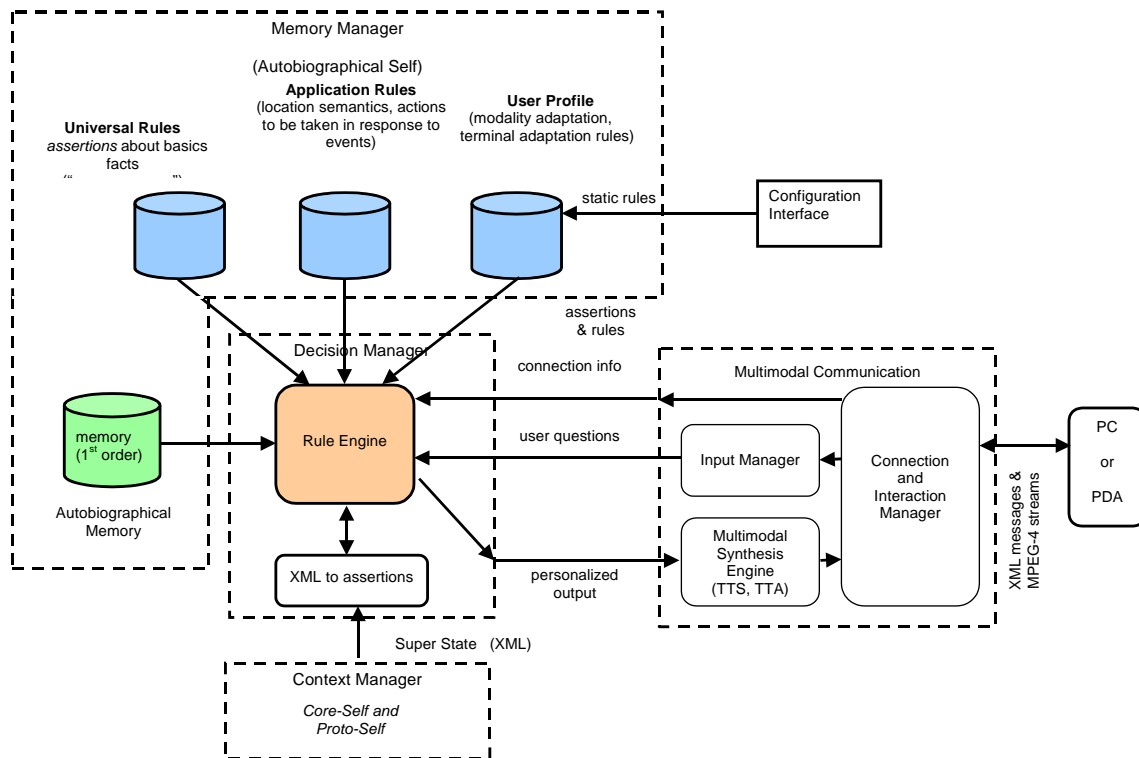 Memory Manager
(Autobiographical Self)
Application Rules
(location semantics, actions
to be taken in response to
events)
User Profile
(modality adaptation,
terminal adaptation rules)
Universal Rules
assertions about basics
facts
static rules
Configuration
Interface
assertions
& rules
Decision Manager
connection info
Multimodal Communication
memory
(1st order)
Rule Engine
user questions
Input Manager
Connection
and
Interaction
Manager
PC
or
PDA
XML messages &
MPEG-4 streams
Autobiographical
Memory
XML to assertions
personalized
output
Multimodal
Synthesis
Engine
(TTS, TTA)
Super State (XML)
Context Manager
Core-Self and
Proto-Self